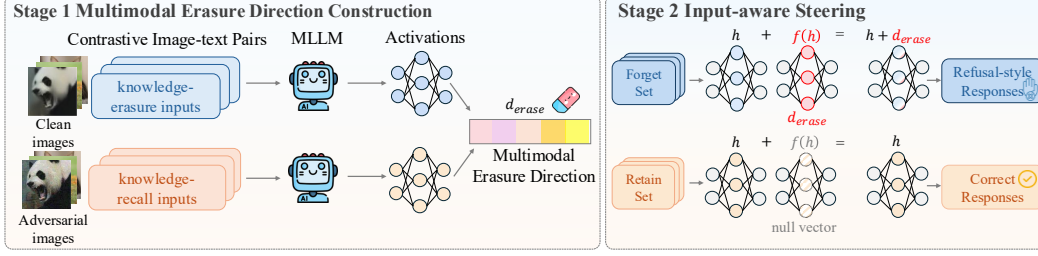 Stage 1 Multimodal Erasure Direction Construction
Contrastive Image-text Pairs
MLLM
Activations
knowledge-
erasure inputs
AI
Clean
images
knowledge-
recall inputs
AI
Adversarial
images
d_erase
Multimodal
Erasure Direction
Stage 2 Input-aware Steering
h + f(h) = h + d_erase
Forget
Set
d_erase
Refusal-style
Responses
h + f(h) = h
Retain
Set
null vector
Correct
Responses